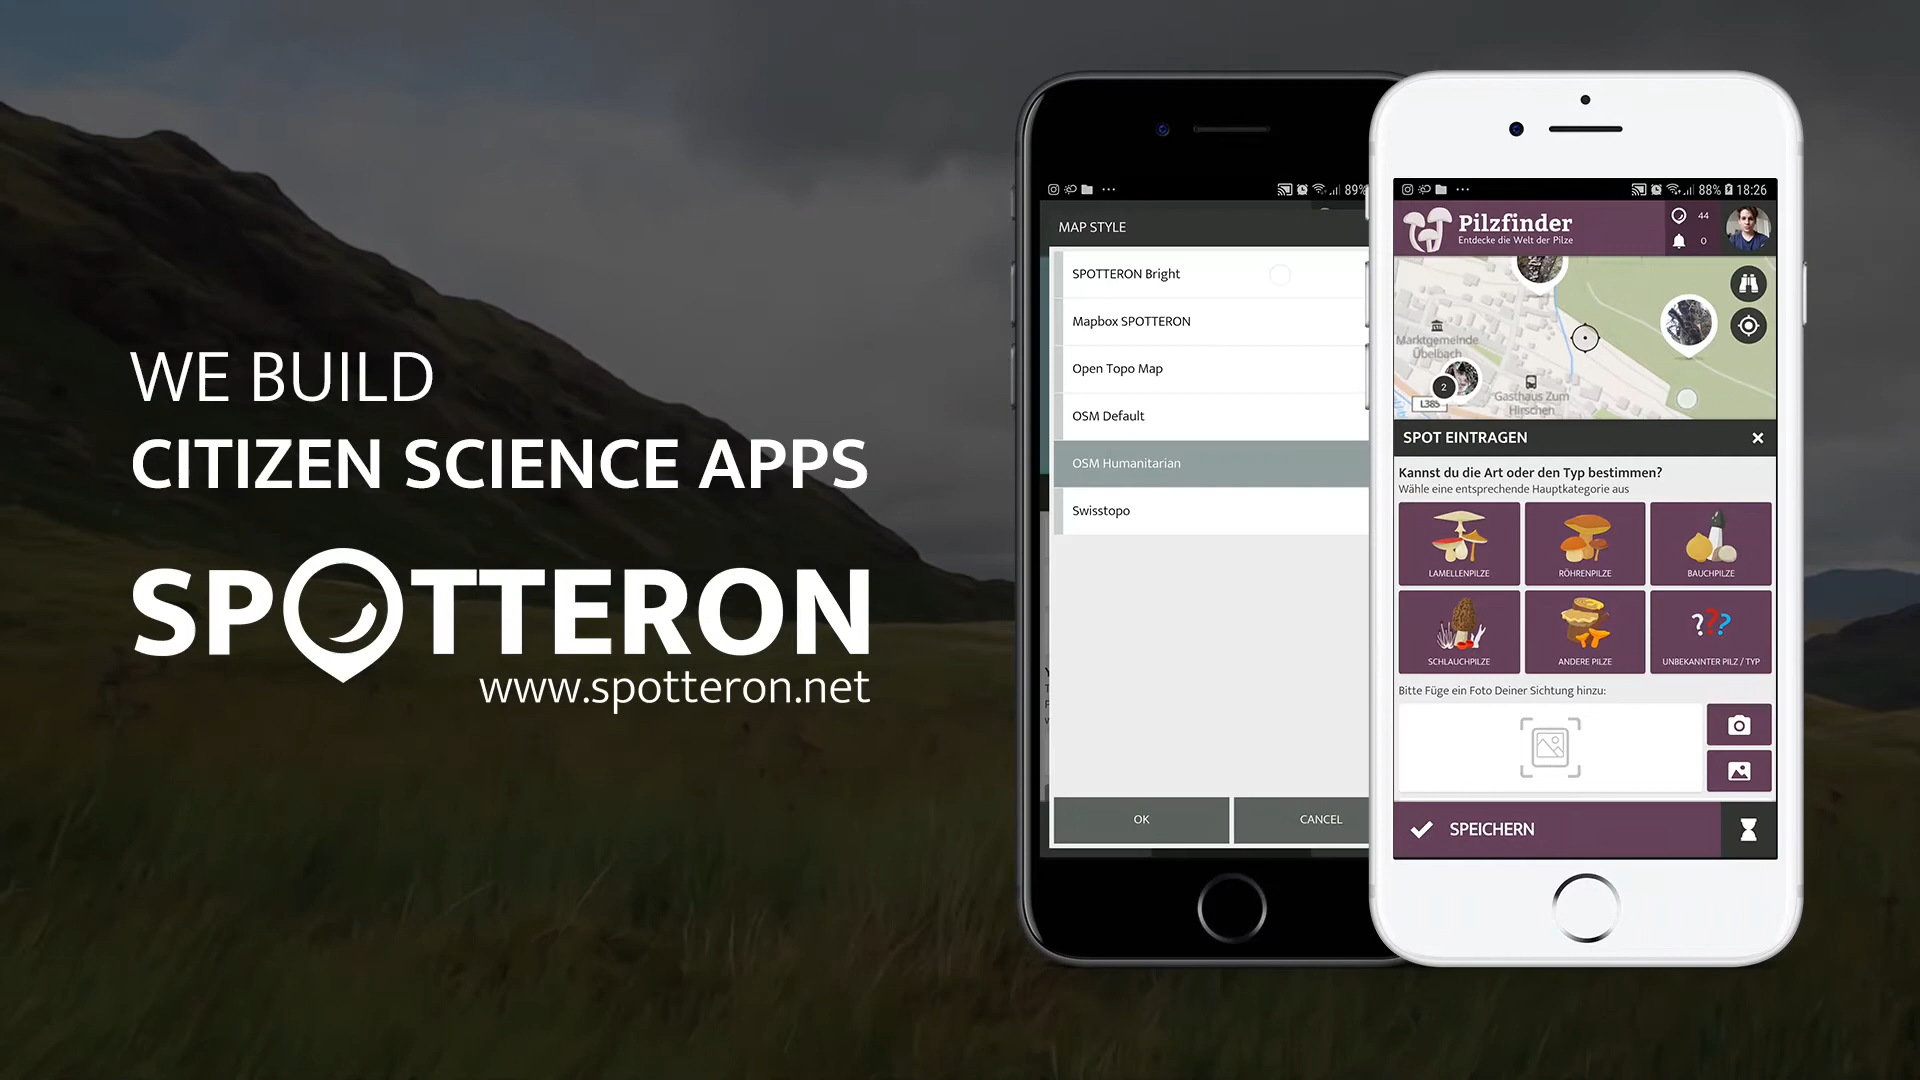 WE BUILD
CITIZEN SCIENCE APPS
SPOTTERON
www.spotteron.net
89%
MAP STYLE
SPOTTERON Bright
Mapbox SPOTTERON
Open Topo Map
OSM Default
OSM Humanitarian
Swisstopo
OK
CANCEL
88% 18:26
Pilzfinder
Entdecke die Welt der Pilze
44
0
Marktgemeinde
Übelbach
2
L385
Gasthaus Zum
Hirschen
SPOT EINTRAGEN
Kannst du die Art oder den Typ bestimmen?
Wähle eine entsprechende Hauptkategorie aus
LAMELLENPILZE
RÖHRENPILZE
BAUCHPILZE
???
SCHLAUCHPILZE
ANDERE PILZE
UNBEKANNTER PILZ / TYP
Bitte Füge ein Foto Deiner Sichtung hinzu:
SPEICHERN